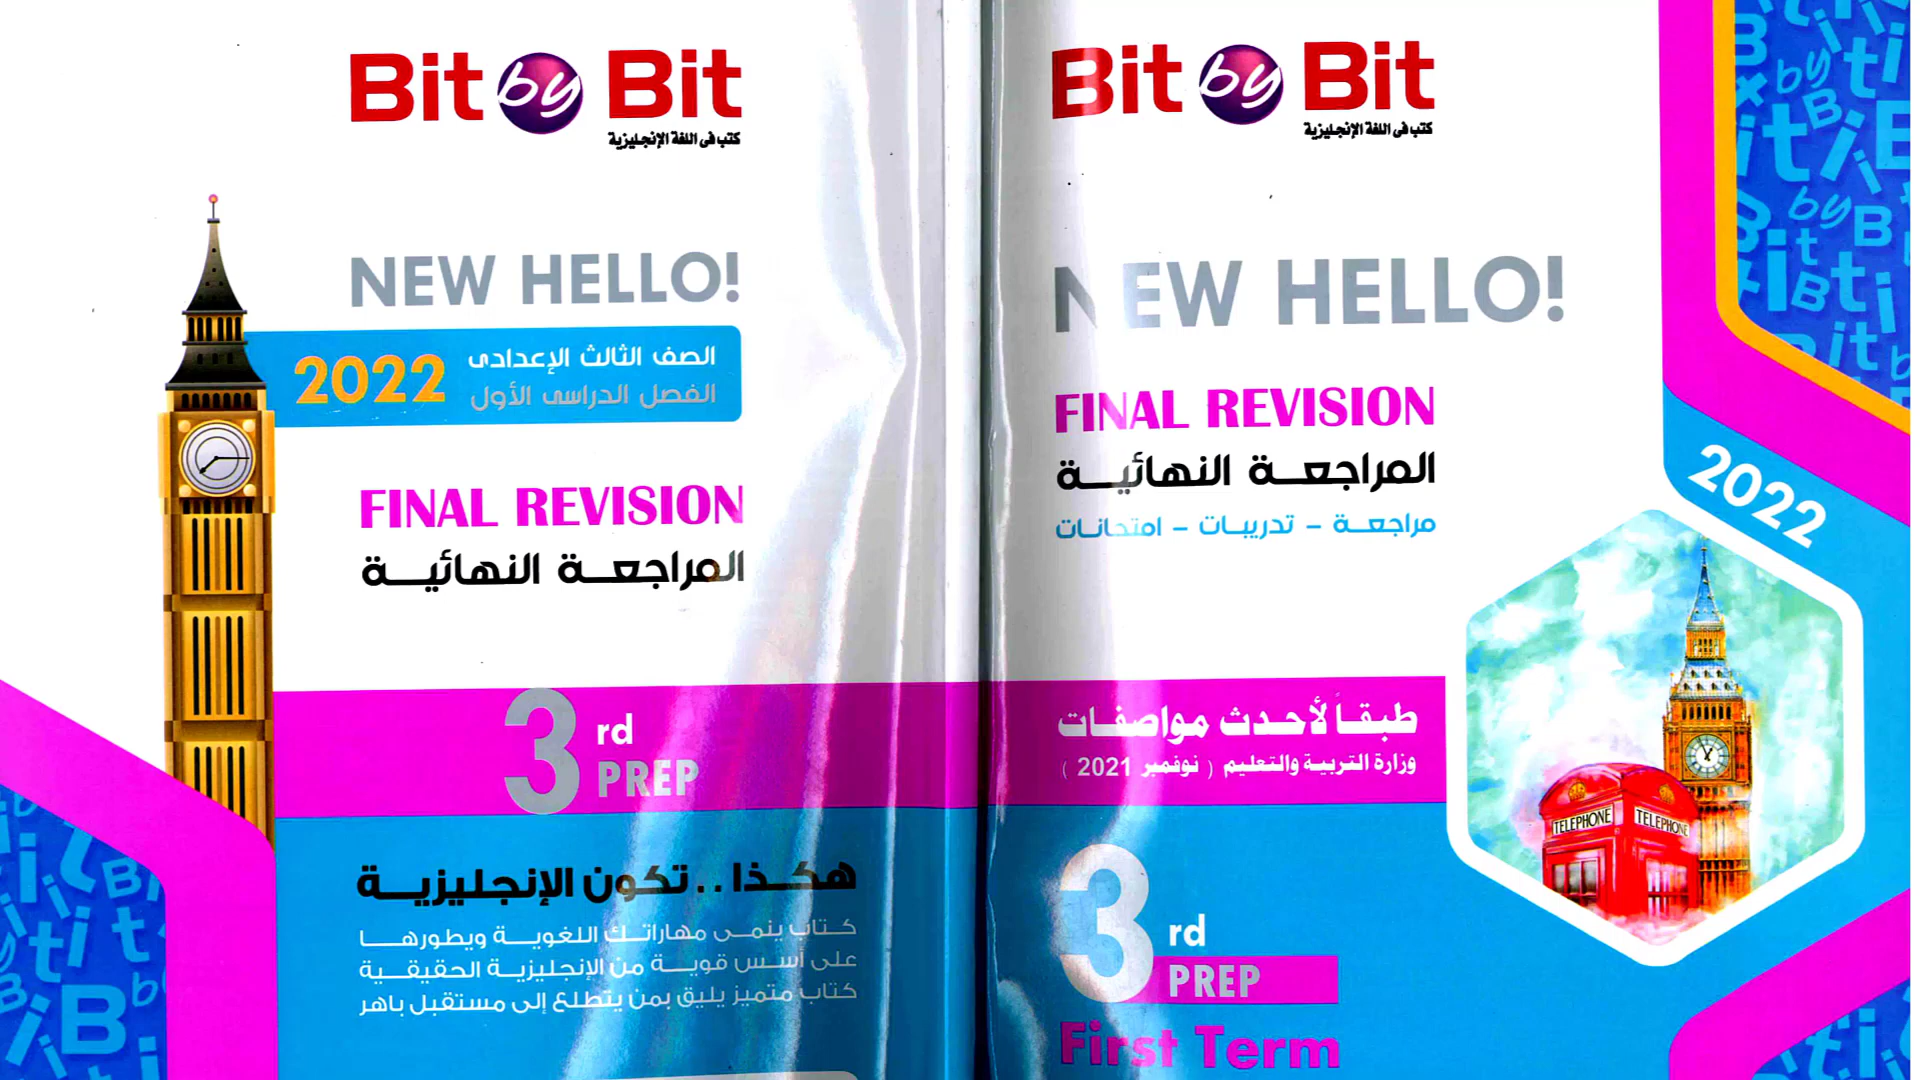 Bit by Bit
كتب فى اللغة الإنجليزية
NEW HELLO!
الصف الثالث الإعدادى
الفصل الدراسى الأول
2022
FINAL REVISION
المراجعة النهائية
3rd
PREP
هكذا .. تكون الإنجليزية
كتاب ينمى مهاراتك اللغوية ويطورها
على أسس قوية من الإنجليزية الحقيقية
كتاب متميز يليق بمن يتطلع إلى مستقبل باهر
Bit by Bit
كتب فى اللغة الإنجليزية
NEW HELLO!
FINAL REVISION
المراجعة النهائية
مراجعة - تدريبات - امتحانات
2022
طبقاً لأحدث مواصفات
وزارة التربية والتعليم ( نوفمبر 2021 )
TELEPHONE TELEPHONE
3rd
PREP
First Term